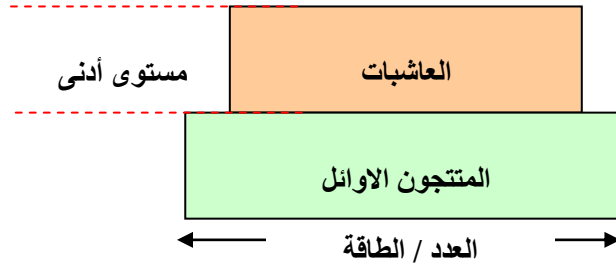 العاشبات
مستوى أدنى
المتتجون الاوائل
العدد / الطاقة